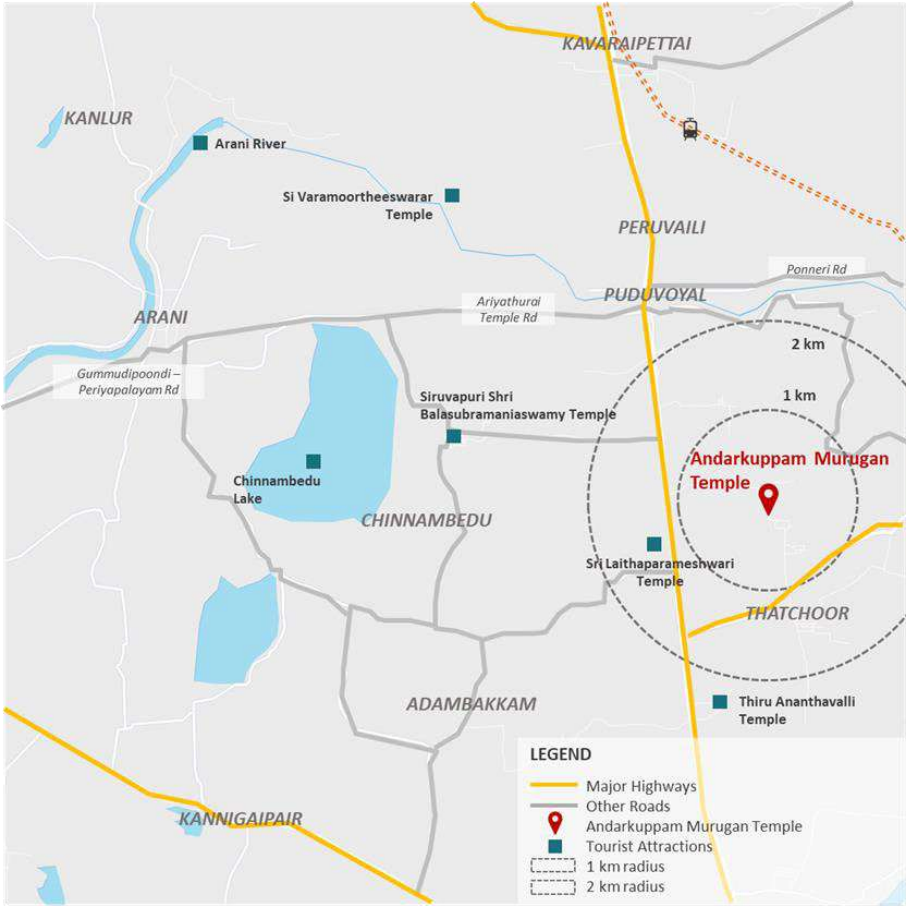 KAVARAIPETTAI
KANLUR
Arani River
Si Varamoortheeswarar
Temple
PERUVAILI
Ponneri Rd
PUDUVOYAL
Ariyathurai
Temple Rd
ARANI
2 km
Gummudipoondi –
Periyapalayam Rd
1 km
Siruvapuri Shri
Balasubramaniaswamy Temple
Andarkuppam Murugan
Temple
Chinnambedu
Lake
CHINNAMBEDU
Sri Laithaparameshwari
Temple
THATCHOOR
ADAMBAKKAM
Thiru Ananthavalli
Temple
KANNIGAIPAIR
LEGEND
Major Highways
Other Roads
Andarkuppam Murugan Temple
Tourist Attractions
1 km radius
2 km radius